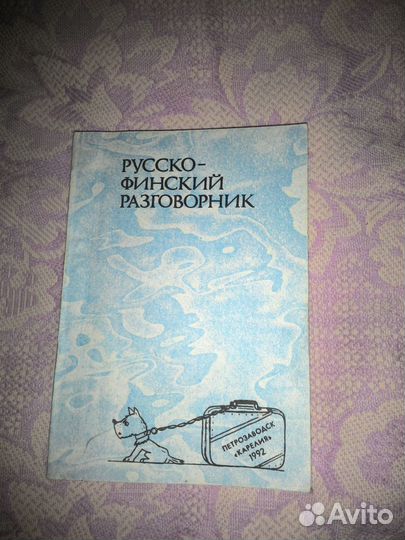 РУССКО-
ФИНСКИЙ
РАЗГОВОРНИК
ПЕТРОЗАВОДСК
«КАРЕЛИЯ»
1992
Avito